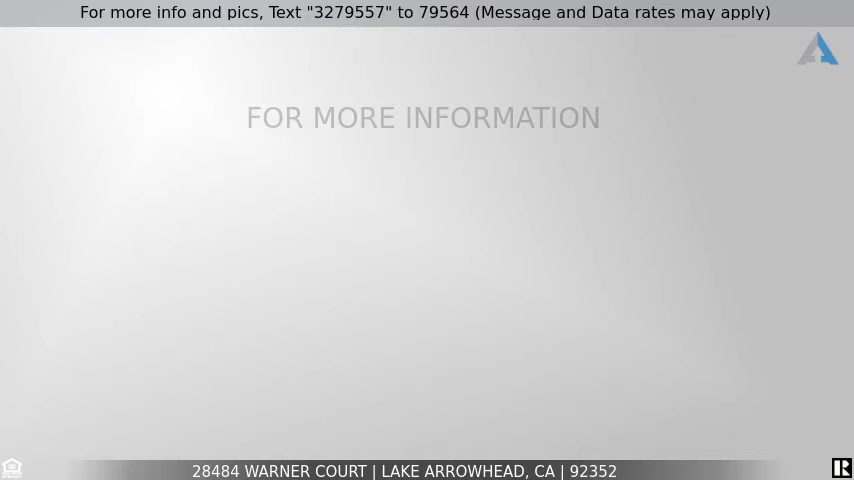 For more info and pics, Text "3279557" to 79564 (Message and Data rates may apply)
FOR MORE INFORMATION
28484 WARNER COURT | LAKE ARROWHEAD, CA | 92352